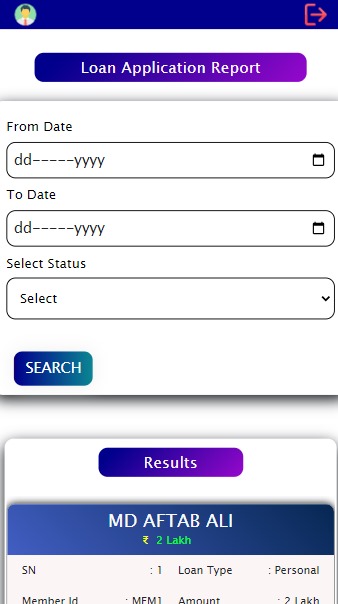 Loan Application Report
From Date
dd-----yyyy
To Date
dd-----yyyy
Select Status
Select
SEARCH
Results
MD AFTAB ALI
₹ 2 Lakh
SN : 1 Loan Type : Personal
Member Id : MEM1 Amount : 2 Lakh